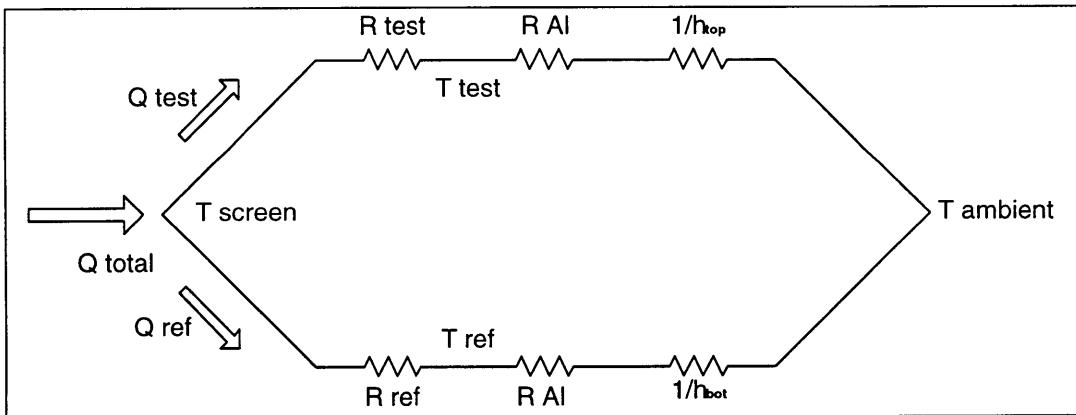 R test
R Al
1/htop
Q test
T test
T screen
T ambient
Q total
Q ref
T ref
R ref
R Al
1/hbot